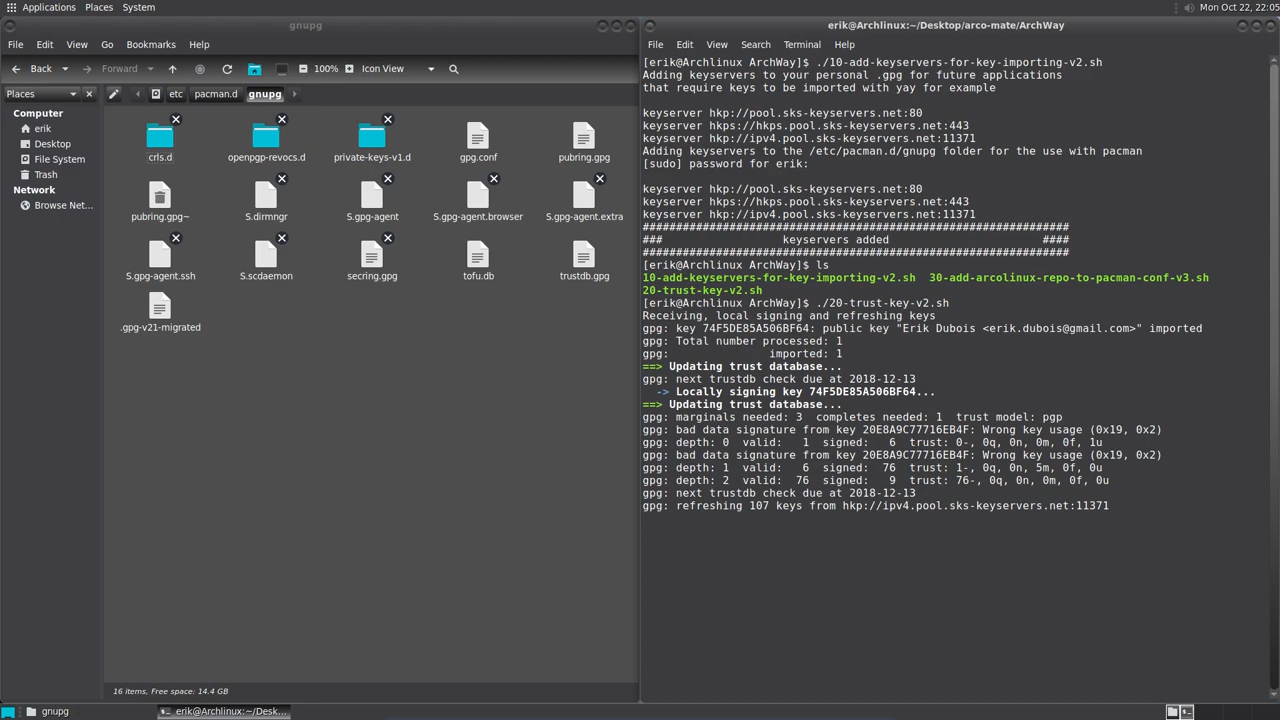 Applications Places System
Mon Oct 22, 22:05
gnupg
File Edit View Go Bookmarks Help
Back Forward 100% Icon View
Places
etc pacman.d gnupg
Computer
erik
Desktop
File System
Trash
Network
Browse Net...
crls.d openpgp-revocs.d private-keys-v1.d gpg.conf pubring.gpg
pubring.gpg~ S.dirmngr S.gpg-agent S.gpg-agent.browser S.gpg-agent.extra
S.gpg-agent.ssh S.scdaemon secring.gpg tofu.db trustdb.gpg
.gpg-v21-migrated
16 items, Free space: 14.4 GB
erik@Archlinux:~/Desktop/arco-mate/ArchWay
File Edit View Search Terminal Help
[erik@Archlinux ArchWay]$ ./10-add-keyservers-for-key-importing-v2.sh
Adding keyservers to your personal .gpg for future applications
that require keys to be imported with yay for example
keyserver hkp://pool.sks-keyservers.net:80
keyserver hkps://hkps.pool.sks-keyservers.net:443
keyserver hkp://ipv4.pool.sks-keyservers.net:11371
Adding keyservers to the /etc/pacman.d/gnupg folder for the use with pacman
[sudo] password for erik:
keyserver hkp://pool.sks-keyservers.net:80
keyserver hkps://hkps.pool.sks-keyservers.net:443
keyserver hkp://ipv4.pool.sks-keyservers.net:11371
################################################################
### keyservers added ####
################################################################
[erik@Archlinux ArchWay]$ ls
10-add-keyservers-for-key-importing-v2.sh 30-add-arcolinux-repo-to-pacman-conf-v3.sh
20-trust-key-v2.sh
[erik@Archlinux ArchWay]$ ./20-trust-key-v2.sh
Receiving, local signing and refreshing keys
gpg: key 74F5DE85A506BF64: public key "Erik Dubois <erik.dubois@gmail.com>" imported
gpg: Total number processed: 1
gpg: imported: 1
==> Updating trust database...
gpg: next trustdb check due at 2018-12-13
-> Locally signing key 74F5DE85A506BF64...
==> Updating trust database...
gpg: marginals needed: 3 completes needed: 1 trust model: pgp
gpg: bad data signature from key 20E8A9C77716EB4F: Wrong key usage (0x19, 0x2)
gpg: depth: 0 valid: 1 signed: 6 trust: 0-, 0q, 0n, 0m, 0f, 1u
gpg: bad data signature from key 20E8A9C77716EB4F: Wrong key usage (0x19, 0x2)
gpg: depth: 1 valid: 6 signed: 76 trust: 1-, 0q, 0n, 5m, 0f, 0u
gpg: depth: 2 valid: 76 signed: 9 trust: 76-, 0q, 0n, 0m, 0f, 0u
gpg: next trustdb check due at 2018-12-13
gpg: refreshing 107 keys from hkp://ipv4.pool.sks-keyservers.net:11371
gnupg
erik@Archlinux:~/Desk...